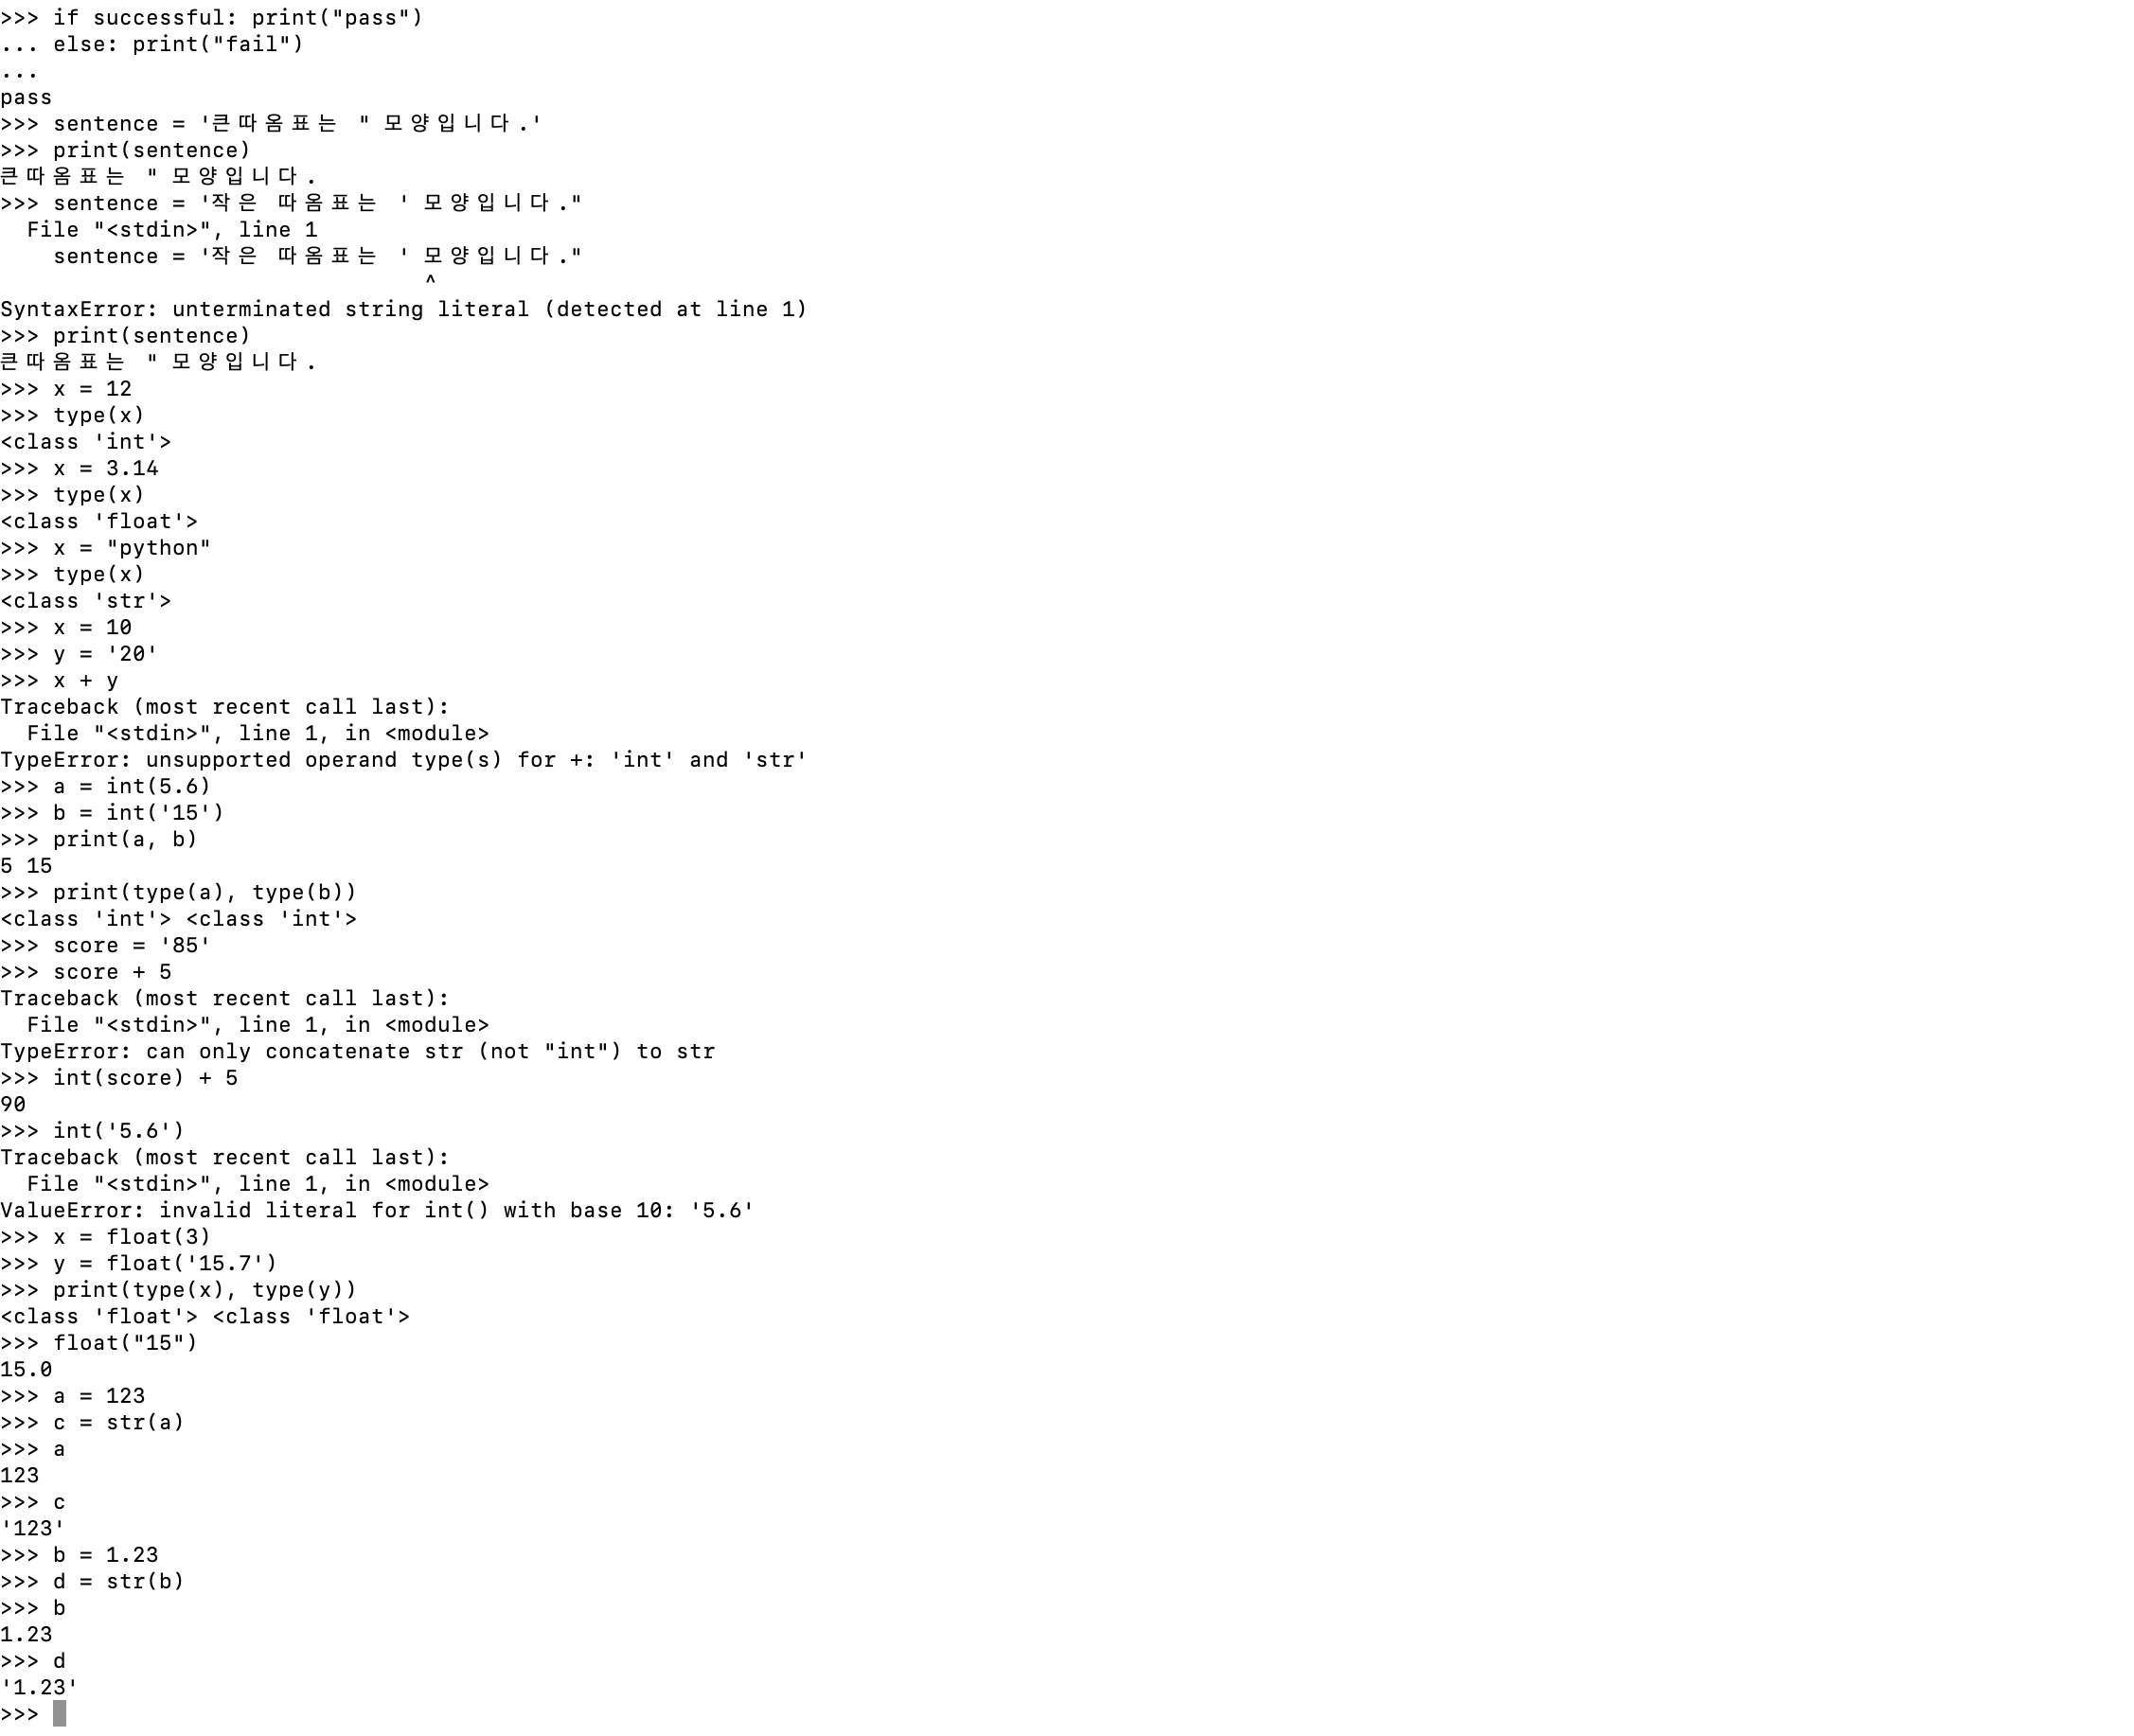 >>> if successful: print("pass")
... else: print("fail")
...
pass
>>> sentence = '큰따옴표는 " 모양입니다.'
>>> print(sentence)
큰따옴표는 " 모양입니다.
>>> sentence = '작은 따옴표는 ' 모양입니다."
  File "<stdin>", line 1
    sentence = '작은 따옴표는 ' 모양입니다."
                                ^
SyntaxError: unterminated string literal (detected at line 1)
>>> print(sentence)
큰따옴표는 " 모양입니다.
>>> x = 12
>>> type(x)
<class 'int'>
>>> x = 3.14
>>> type(x)
<class 'float'>
>>> x = "python"
>>> type(x)
<class 'str'>
>>> x = 10
>>> y = '20'
>>> x + y
Traceback (most recent call last):
  File "<stdin>", line 1, in <module>
TypeError: unsupported operand type(s) for +: 'int' and 'str'
>>> a = int(5.6)
>>> b = int('15')
>>> print(a, b)
5 15
>>> print(type(a), type(b))
<class 'int'> <class 'int'>
>>> score = '85'
>>> score + 5
Traceback (most recent call last):
  File "<stdin>", line 1, in <module>
TypeError: can only concatenate str (not "int") to str
>>> int(score) + 5
90
>>> int('5.6')
Traceback (most recent call last):
  File "<stdin>", line 1, in <module>
ValueError: invalid literal for int() with base 10: '5.6'
>>> x = float(3)
>>> y = float('15.7')
>>> print(type(x), type(y))
<class 'float'> <class 'float'>
>>> float("15")
15.0
>>> a = 123
>>> c = str(a)
>>> a
123
>>> c
'123'
>>> b = 1.23
>>> d = str(b)
>>> b
1.23
>>> d
'1.23'
>>>